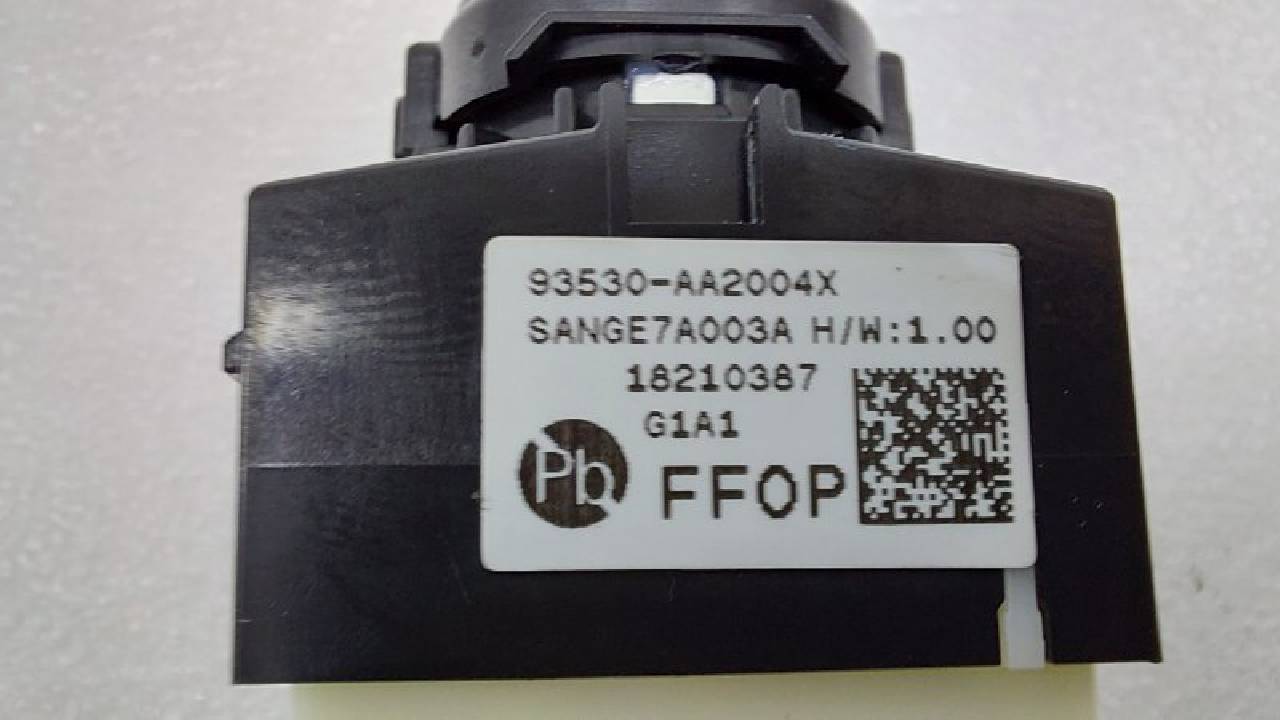 93530-AA2004X
SANGE7A003A H/W:1.00
18210387
G1A1
Pb FFOP